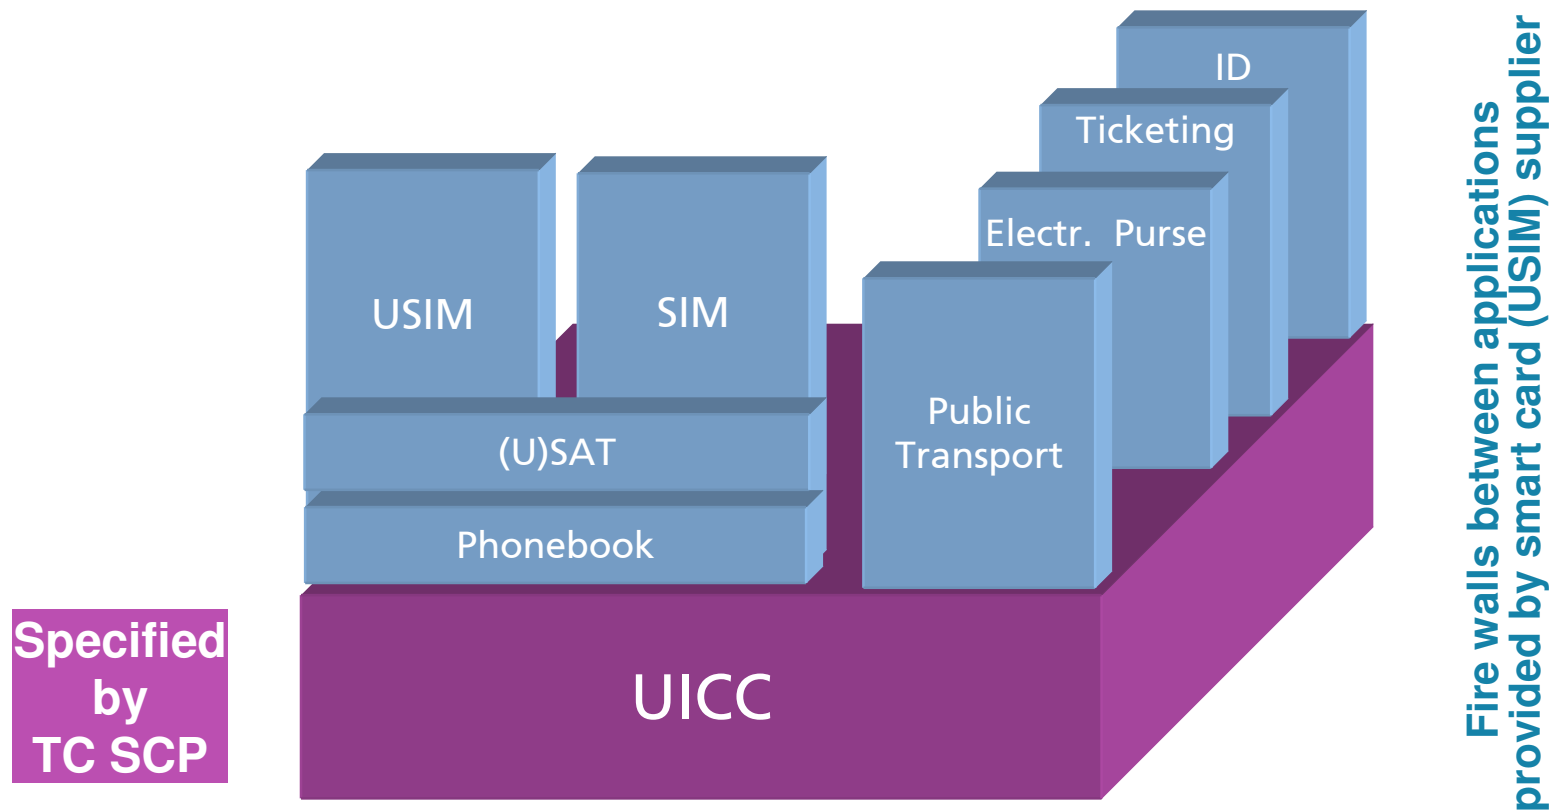 ID
Ticketing
Electr. Purse
USIM
SIM
Public
Transport
(U)SAT
Phonebook
UICC
Specified
by
TC SCP
Fire walls between applications
provided by smart card (USIM) supplier